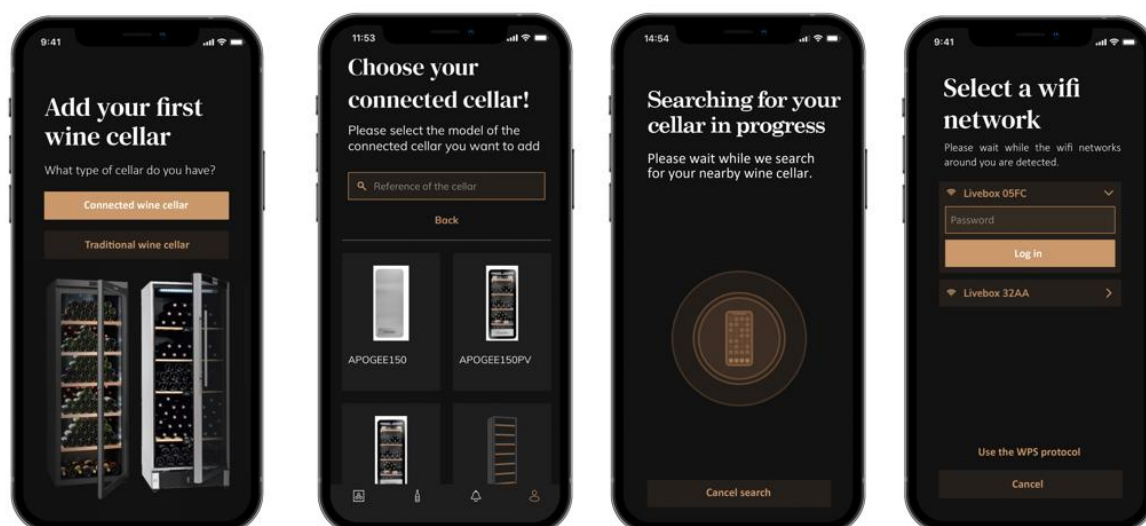 9:41
Add your first
wine cellar
What type of cellar do you have?
Connected wine cellar
Traditional wine cellar
11:53
Choose your
connected cellar!
Please select the model of the
connected cellar you want to add
Reference of the cellar
Back
APOGEE150
APOGEE150PV
14:54
Searching for your
cellar in progress
Please wait while we search
for your nearby wine cellar.
Cancel search
9:41
Select a wifi
network
Please wait while the wifi networks
around you are detected.
Livebox 05FC
Password
Log in
Livebox 32AA
Use the WPS protocol
Cancel